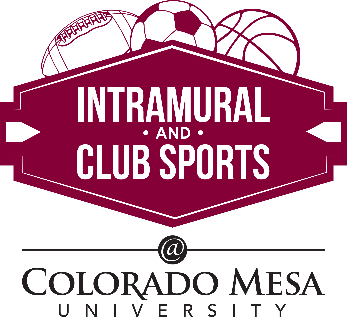 INTRAMURAL
• AND •
CLUB SPORTS
@
COLORADO MESA
UNIVERSITY